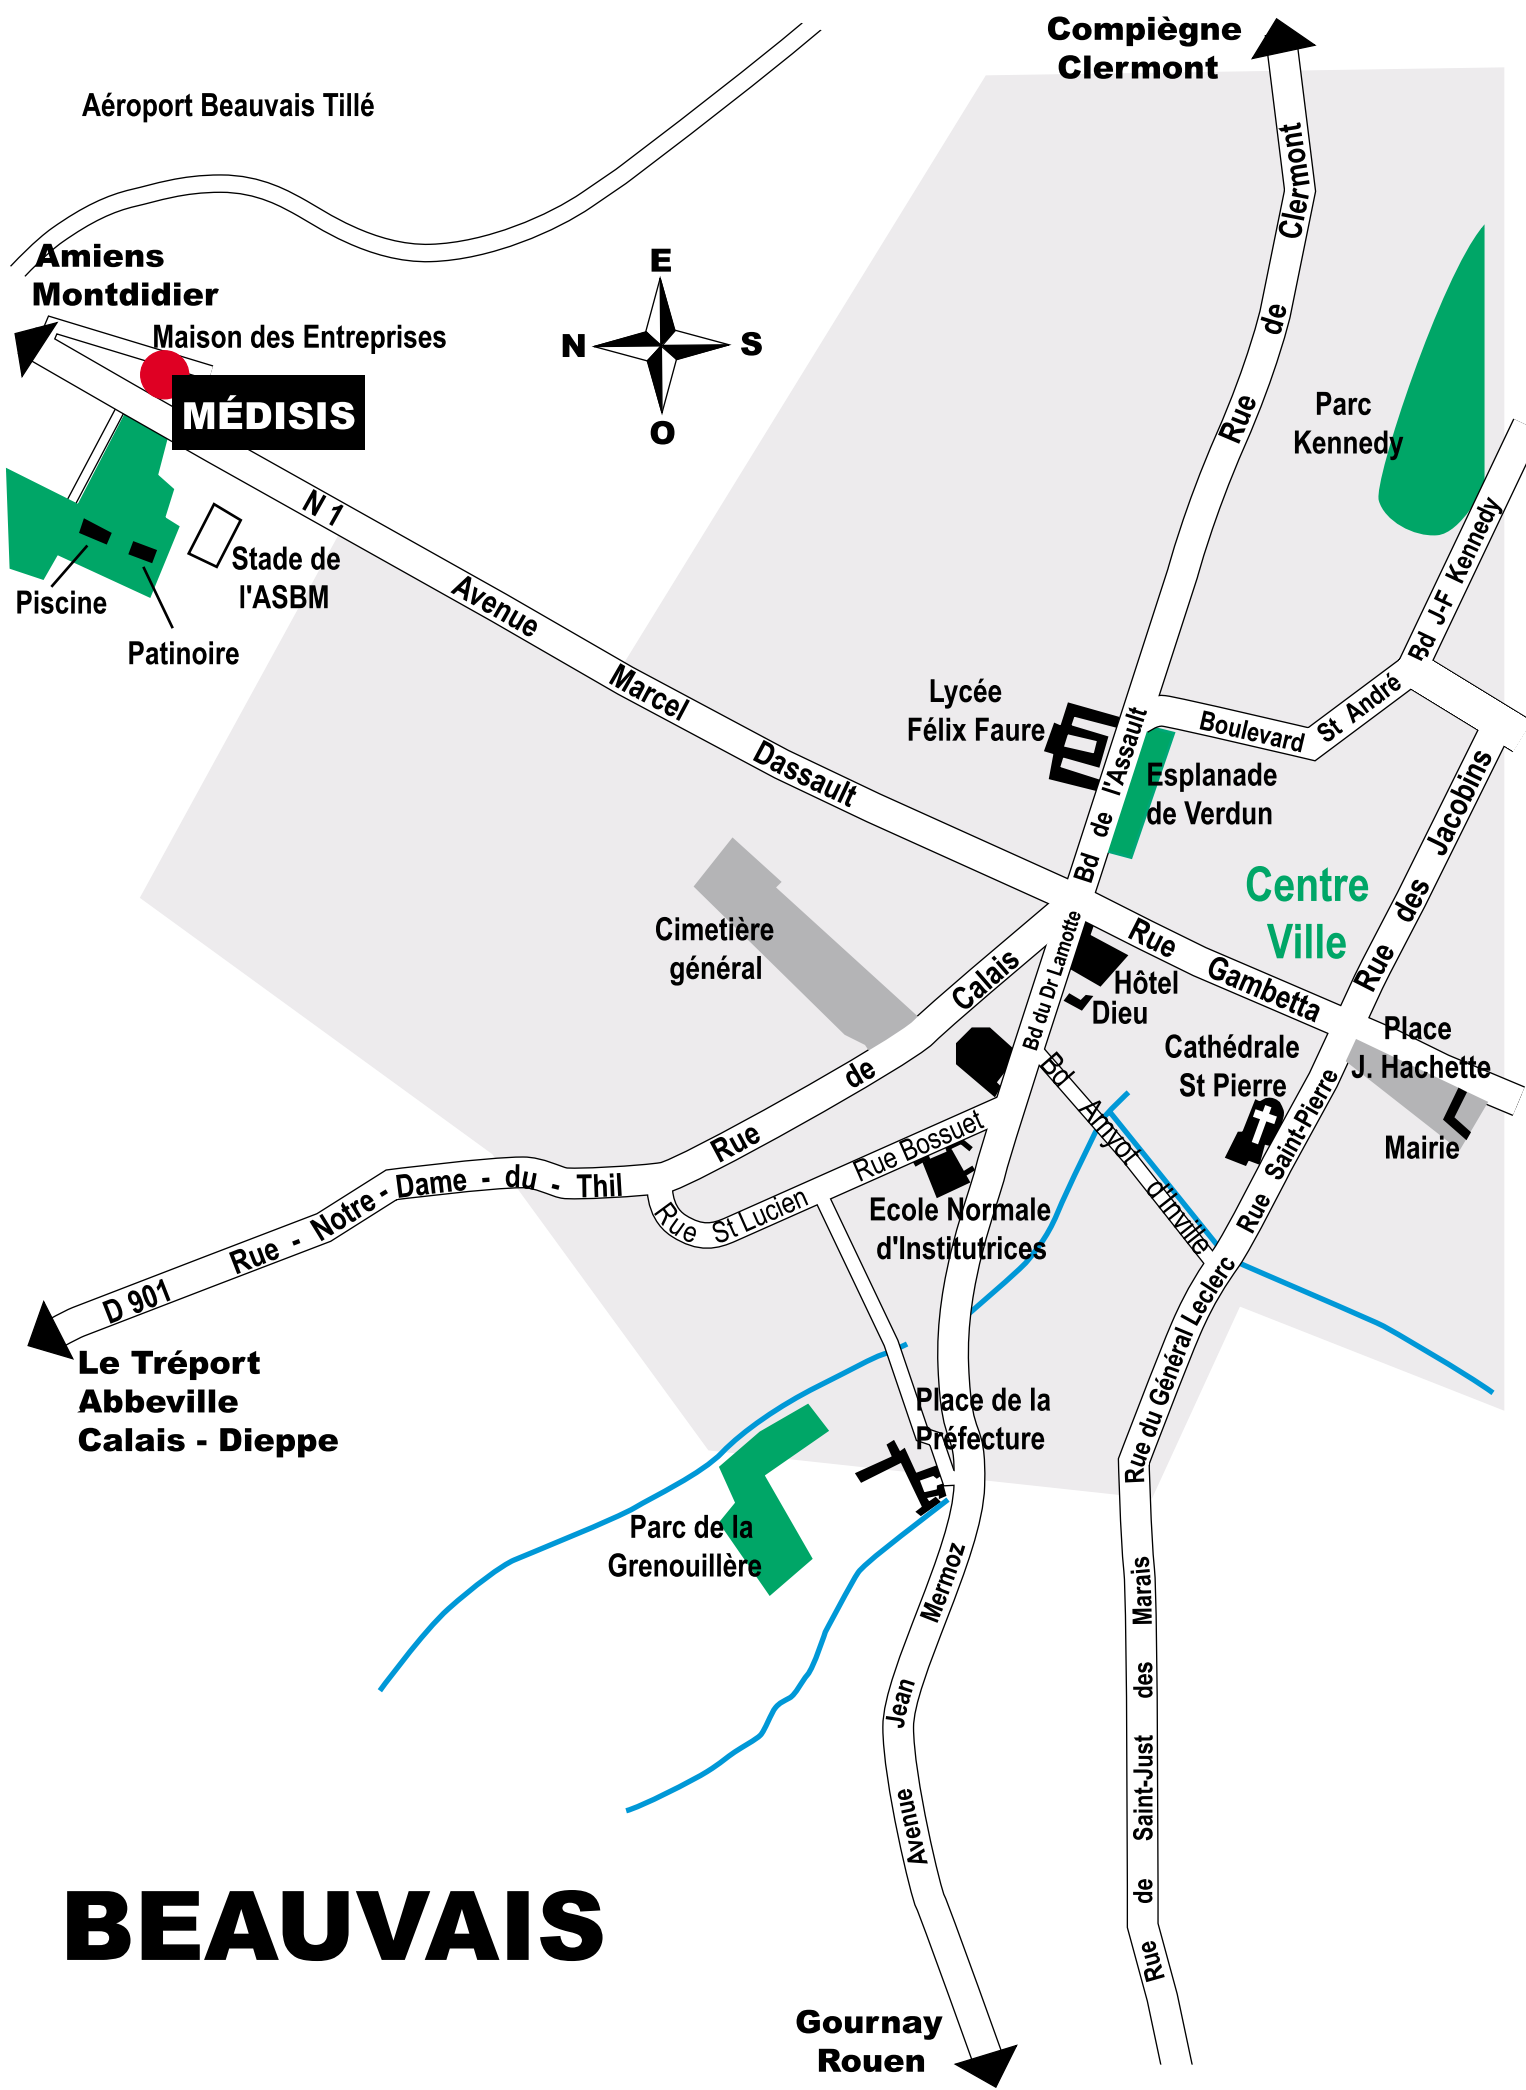 Compiègne
Clermont
Aéroport Beauvais Tillé
Amiens
Montdidier
Maison des Entreprises
MÉDISIS
E
N
S
O
Rue de Clermont
Parc
Kennedy
N 1
Avenue Marcel Dassault
Stade de
l'ASBM
Piscine
Patinoire
Bd J-F Kennedy
Lycée
Félix Faure
Bd de l'Assault
Boulevard St André
Esplanade
de Verdun
Rue des Jacobins
Centre
Ville
Cimetière
général
Rue de Calais
Bd du Dr Lamotte
Rue Gambetta
Hôtel
Dieu
Place
J. Hachette
Cathédrale
St Pierre
Mairie
Bd Amyot d'Inville
Rue Saint-Pierre
Rue Bossuet
Rue St Lucien
Ecole Normale
d'Institutrices
Rue - Notre - Dame - du - Thil
D 901
Le Tréport
Abbeville
Calais - Dieppe
Rue du Général Leclerc
Place de la
Préfecture
Parc de la
Grenouillère
Avenue Jean Mermoz
Rue de Saint-Just des Marais
BEAUVAIS
Gournay
Rouen